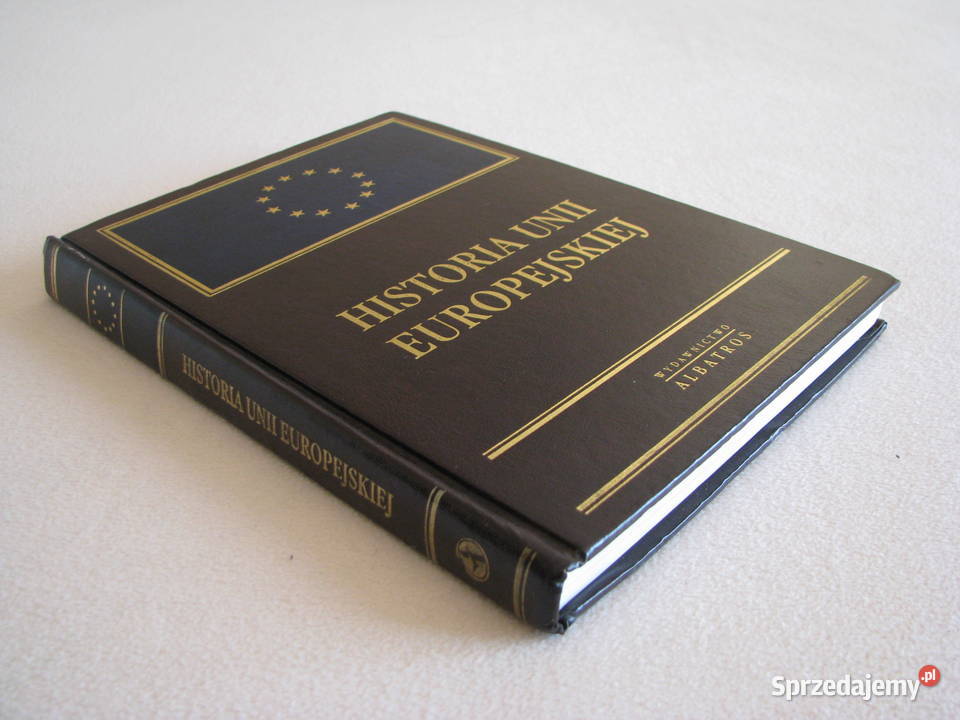 HISTORIA UNII
EUROPEJSKIEJ
WYDAWNICTWO
ALBATROS
HISTORIA UNII EUROPEJSKIEJ
Sprzedajemy.pl